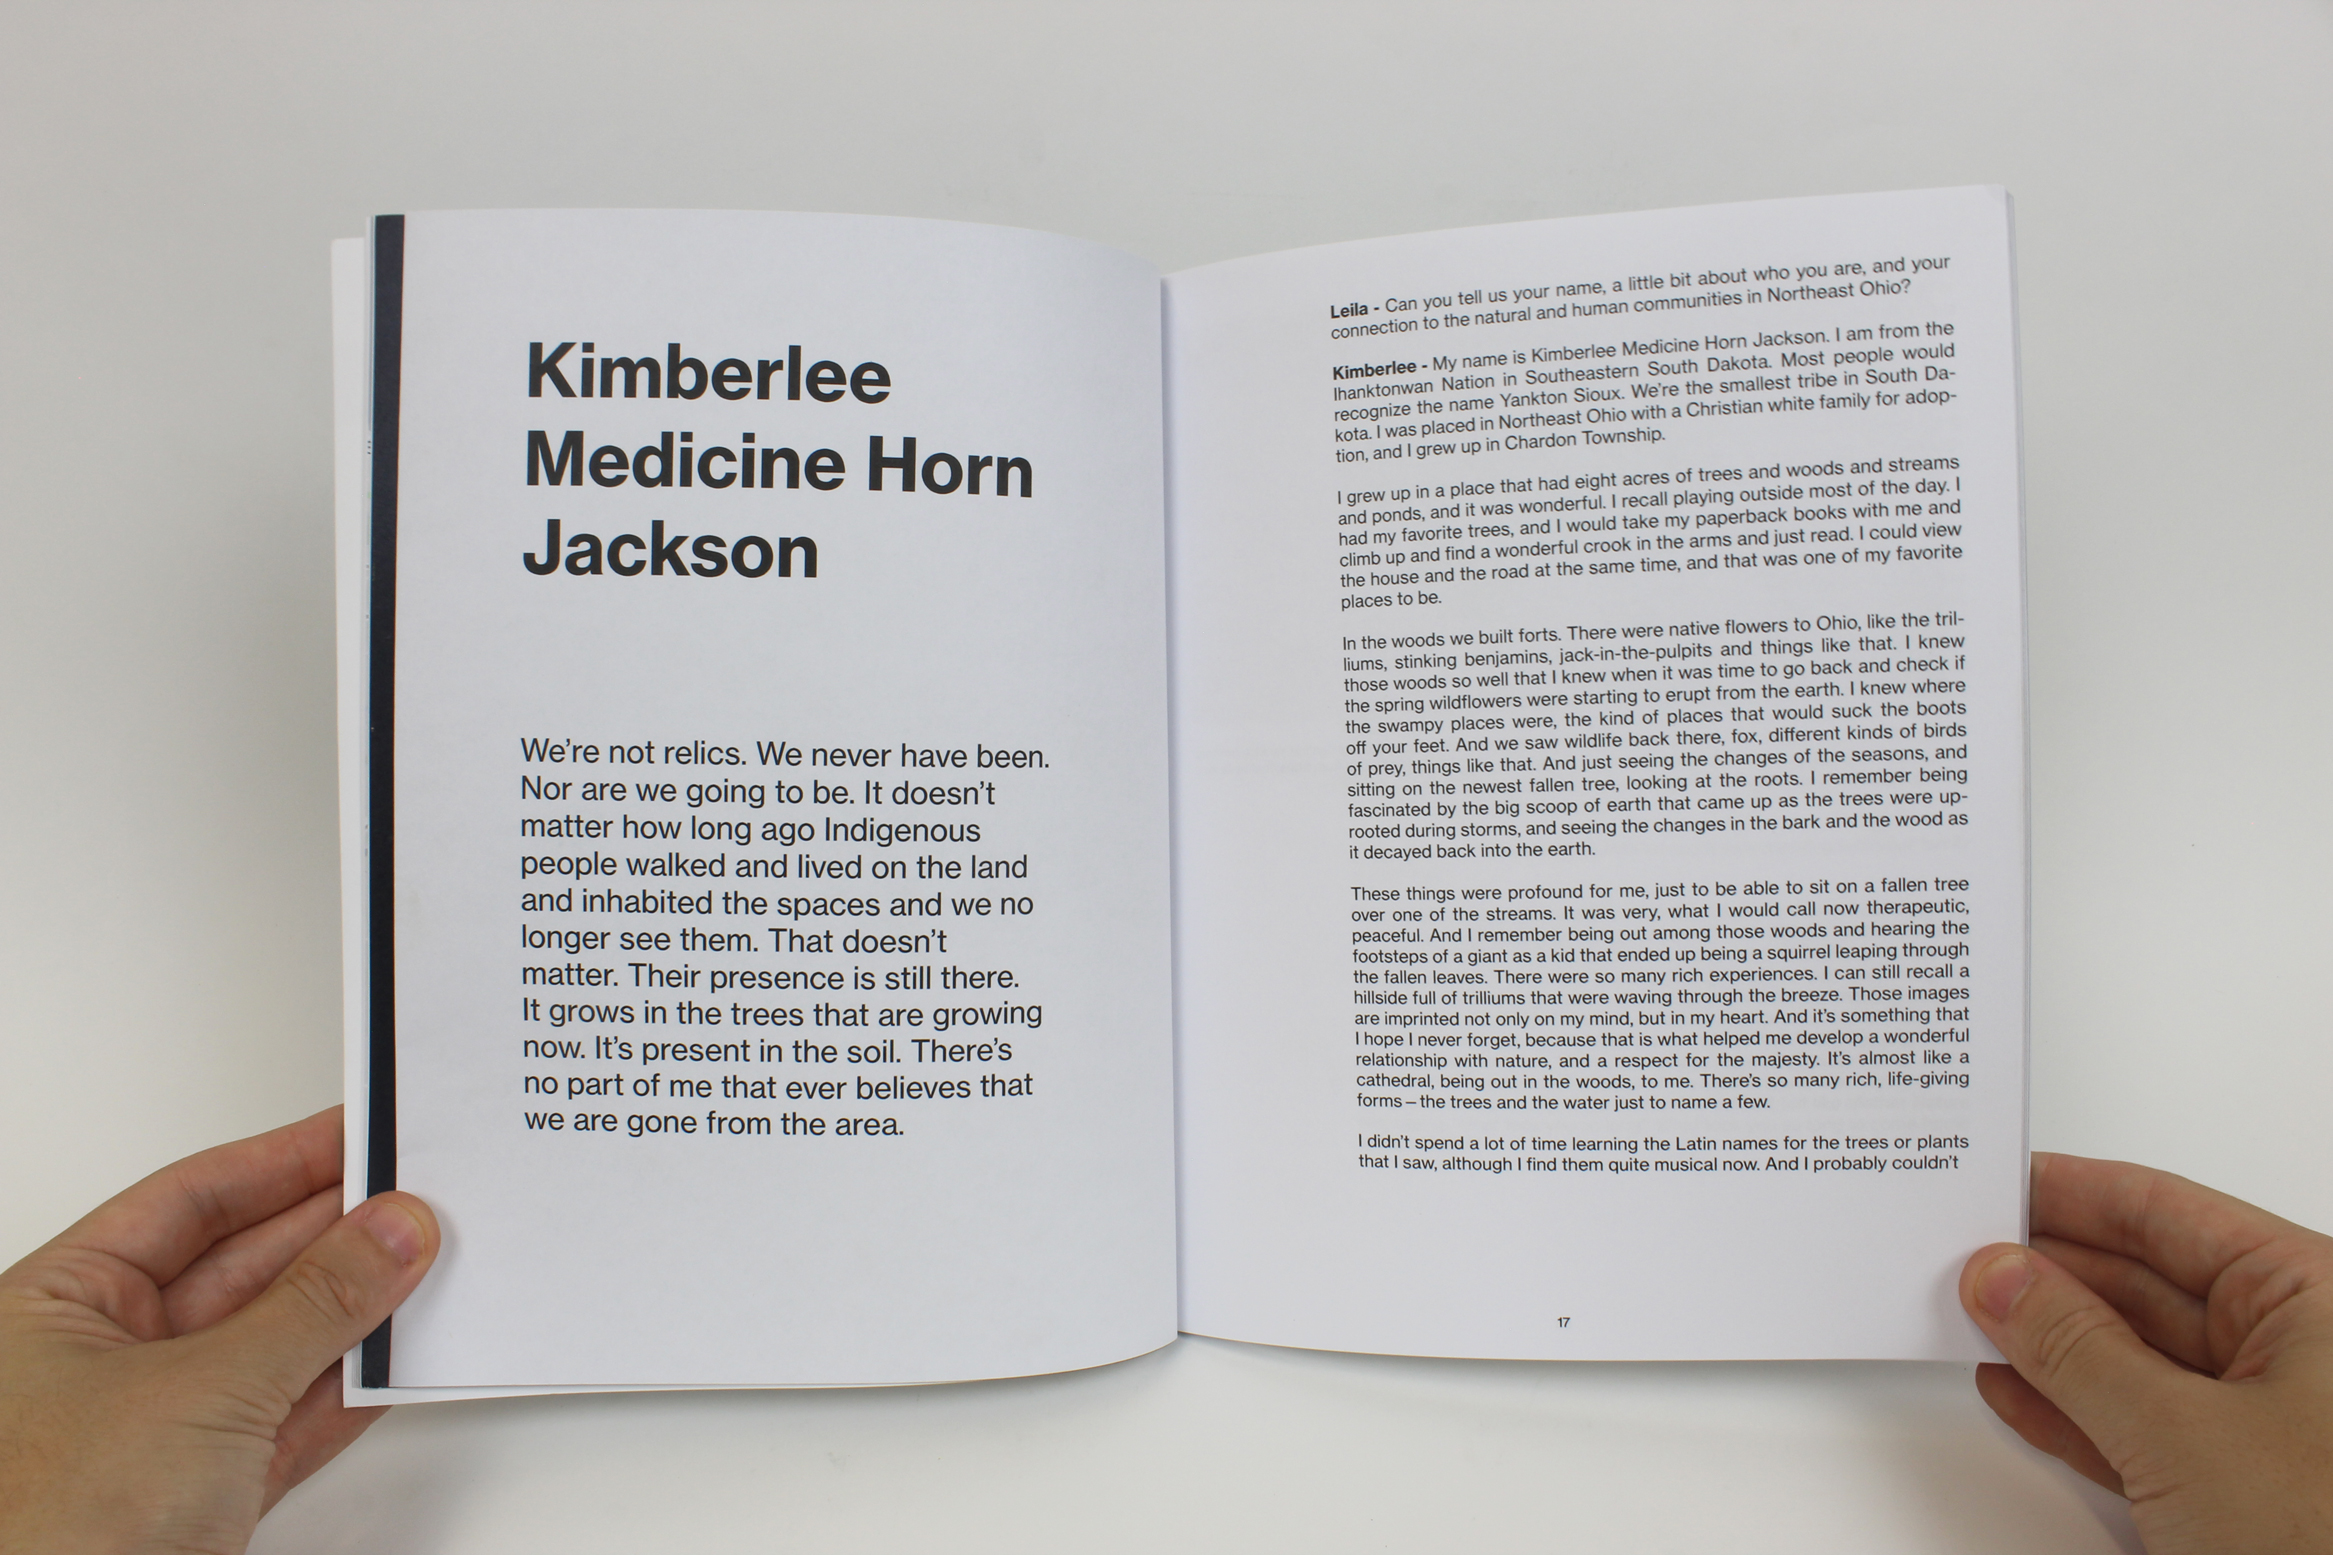 Kimberlee
Medicine Horn
Jackson
We're not relics. We never have been.
Nor are we going to be. It doesn't
matter how long ago Indigenous
people walked and lived on the land
and inhabited the spaces and we no
longer see them. That doesn't
matter. Their presence is still there.
It grows in the trees that are growing
now. It's present in the soil. There's
no part of me that ever believes that
we are gone from the area.
Leila - Can you tell us your name, a little bit about who you are, and your
connection to the natural and human communities in Northeast Ohio?
Kimberlee - My name is Kimberlee Medicine Horn Jackson. I am from the
Ihanktonwan Nation in Southeastern South Dakota. Most people would
recognize the name Yankton Sioux. We're the smallest tribe in South Da-
kota. I was placed in Northeast Ohio with a Christian white family for adop-
tion, and I grew up in Chardon Township.
I grew up in a place that had eight acres of trees and woods and streams
and ponds, and it was wonderful. I recall playing outside most of the day. I
had my favorite trees, and I would take my paperback books with me and
climb up and find a wonderful crook in the arms and just read. I could view
the house and the road at the same time, and that was one of my favorite
places to be.
In the woods we built forts. There were native flowers to Ohio, like the tril-
liums, stinking benjamins, jack-in-the-pulpits and things like that. I knew
those woods so well that I knew when it was time to go back and check if
the spring wildflowers were starting to erupt from the earth. I knew where
the swampy places were, the kind of places that would suck the boots
off your feet. And we saw wildlife back there, fox, different kinds of birds
of prey, things like that. And just seeing the changes of the seasons, and
sitting on the newest fallen tree, looking at the roots. I remember being
fascinated by the big scoop of earth that came up as the trees were up-
rooted during storms, and seeing the changes in the bark and the wood as
it decayed back into the earth.
These things were profound for me, just to be able to sit on a fallen tree
over one of the streams. It was very, what I would call now therapeutic,
peaceful. And I remember being out among those woods and hearing the
footsteps of a giant as a kid that ended up being a squirrel leaping through
the fallen leaves. There were so many rich experiences. I can still recall a
hillside full of trilliums that were waving through the breeze. Those images
are imprinted not only on my mind, but in my heart. And it's something that
I hope I never forget, because that is what helped me develop a wonderful
relationship with nature, and a respect for the majesty. It's almost like a
cathedral, being out in the woods, to me. There's so many rich, life-giving
forms – the trees and the water just to name a few.
I didn't spend a lot of time learning the Latin names for the trees or plants
that I saw, although I find them quite musical now. And I probably couldn't
17